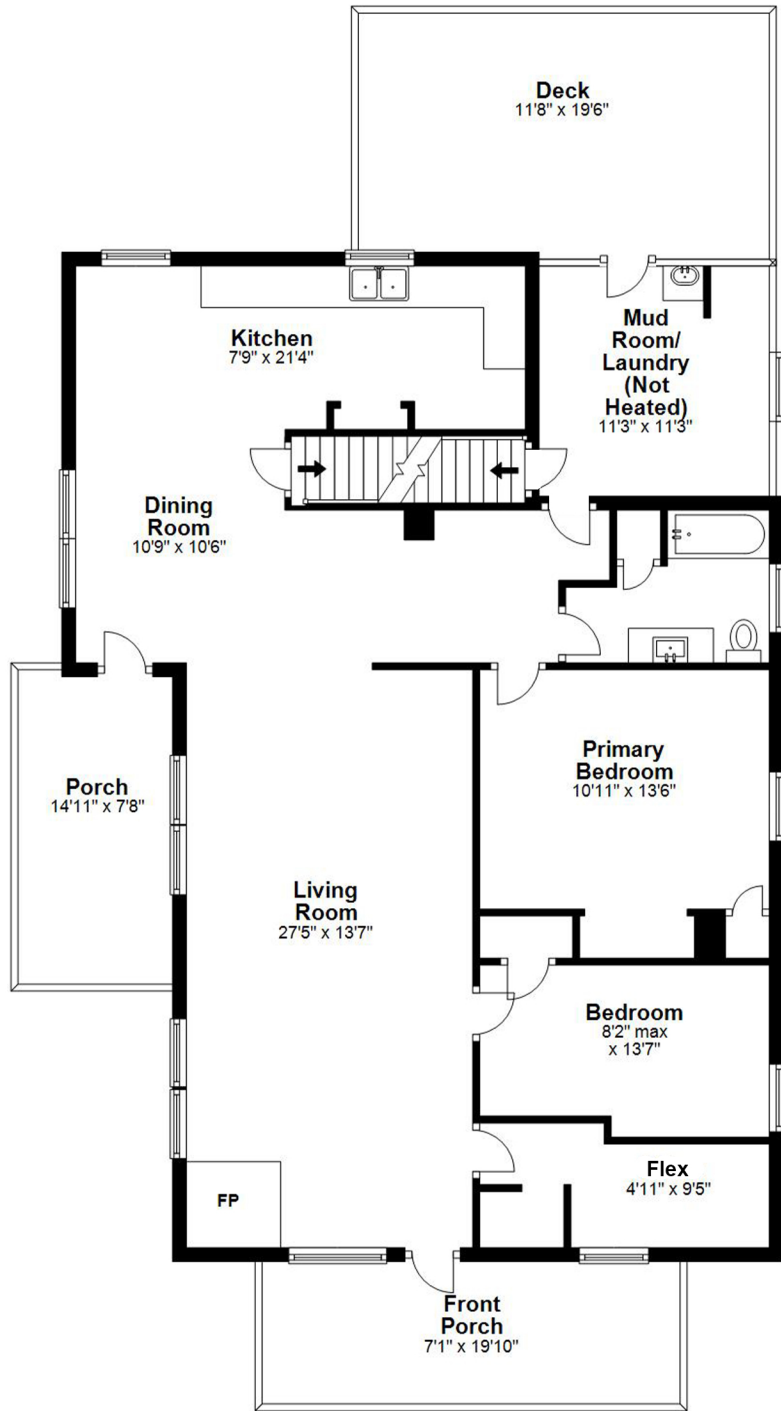 Deck
11'8" x 19'6"
Kitchen
7'9" x 21'4"
Mud
Room/
Laundry
(Not
Heated)
11'3" x 11'3"
Dining
Room
10'9" x 10'6"
Primary
Bedroom
10'11" x 13'6"
Porch
14'11" x 7'8"
Living
Room
27'5" x 13'7"
Bedroom
8'2" max
x 13'7"
Flex
4'11" x 9'5"
FP
Front
Porch
7'1" x 19'10"